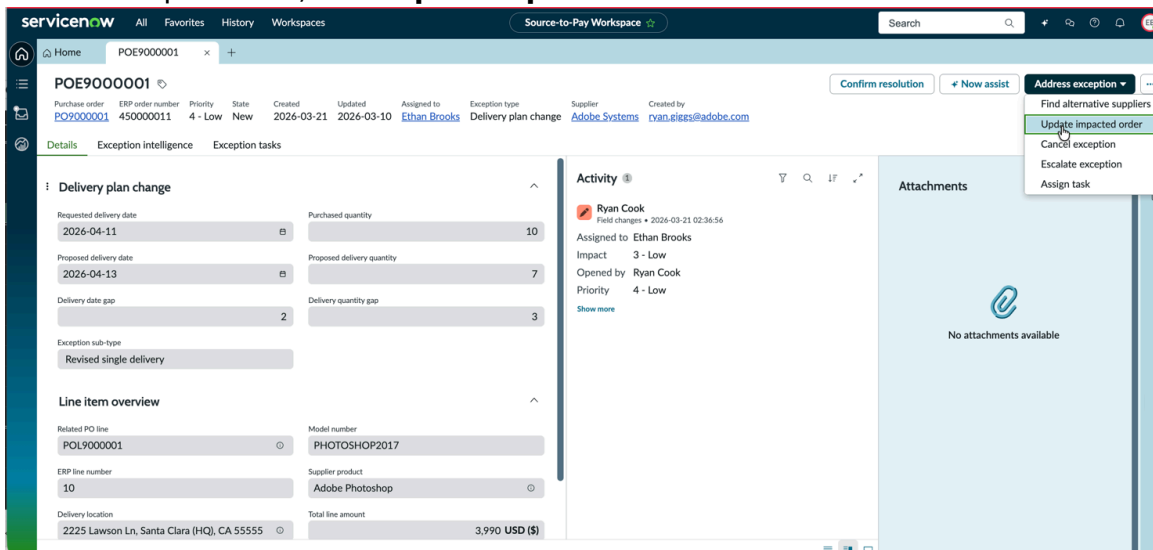 servicenow All Favorites History Workspaces Source-to-Pay Workspace Search
Home POE9000001
POE9000001 Confirm resolution Now assist Address exception
Purchase order ERP order number Priority State Created Updated Assigned to Exception type Supplier Created by
PO9000001 450000011 4 - Low New 2026-03-21 2026-03-10 Ethan Brooks Delivery plan change Adobe Systems ryan.giggs@adobe.com
Find alternative suppliers
Update impacted order
Cancel exception
Escalate exception
Assign task
Details Exception intelligence Exception tasks
Delivery plan change
Requested delivery date Purchased quantity
2026-04-11 10
Proposed delivery date Proposed delivery quantity
2026-04-13 7
Delivery date gap Delivery quantity gap
2 3
Exception sub-type
Revised single delivery
Line item overview
Related PO line Model number
POL9000001 PHOTOSHOP2017
ERP line number Supplier product
10 Adobe Photoshop
Delivery location Total line amount
2225 Lawson Ln, Santa Clara (HQ), CA 55555 3,990 USD ($)
Activity 1
Ryan Cook
Field changes • 2026-03-21 02:36:56
Assigned to Ethan Brooks
Impact 3 - Low
Opened by Ryan Cook
Priority 4 - Low
Show more
Attachments
No attachments available